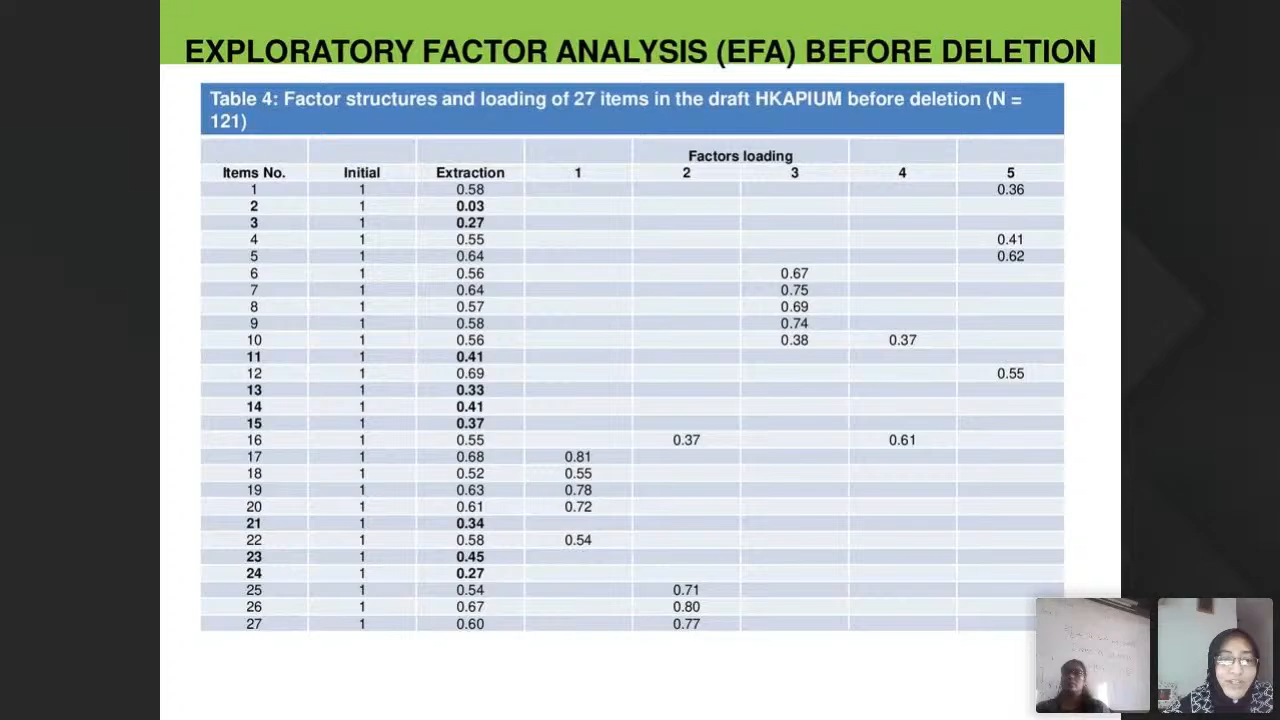 EXPLORATORY FACTOR ANALYSIS (EFA) BEFORE DELETION
Table 4: Factor structures and loading of 27 items in the draft HKAPIUM before deletion (N =
121)
Factors loading
Items No. Initial Extraction 1 2 3 4 5
1 1 0.58 0.36
2 1 0.03
3 1 0.27
4 1 0.55 0.41
5 1 0.64 0.62
6 1 0.56 0.67
7 1 0.64 0.75
8 1 0.57 0.69
9 1 0.58 0.74
10 1 0.56 0.38 0.37
11 1 0.41
12 1 0.69 0.55
13 1 0.33
14 1 0.41
15 1 0.37
16 1 0.55 0.37 0.61
17 1 0.68 0.81
18 1 0.52 0.55
19 1 0.63 0.78
20 1 0.61 0.72
21 1 0.34
22 1 0.58 0.54
23 1 0.45
24 1 0.27
25 1 0.54 0.71
26 1 0.67 0.80
27 1 0.60 0.77